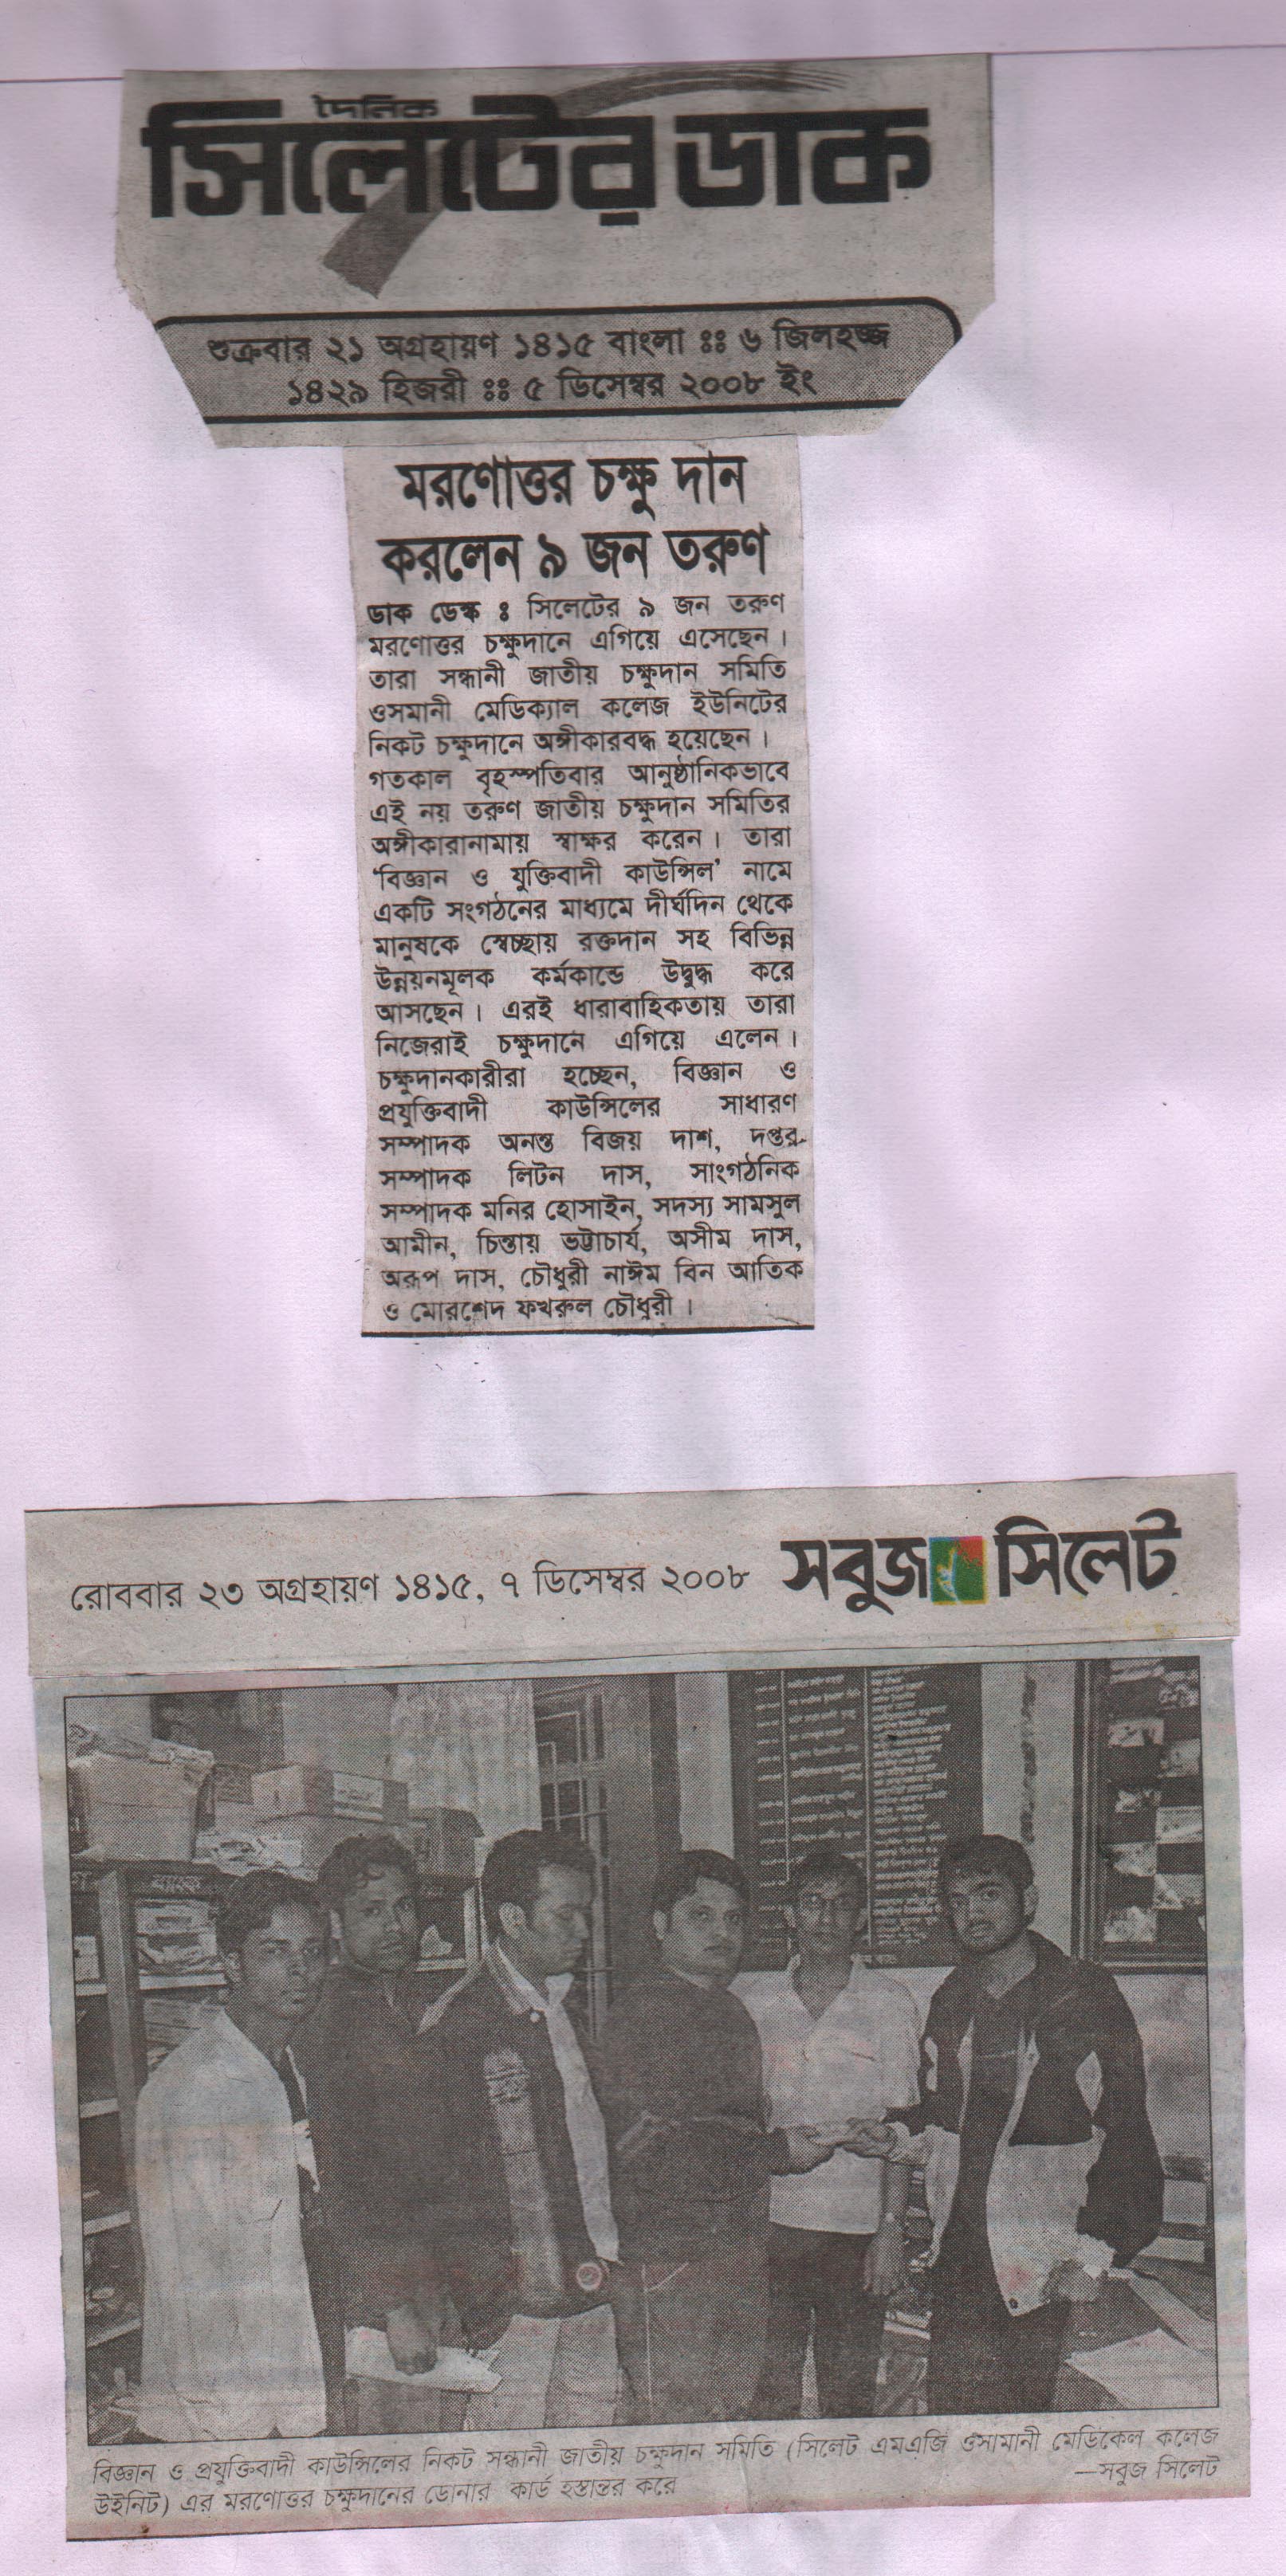 দৈনিক
সিলেটের ডাক
শুক্রবার ২১ অগ্রহায়ণ ১৪১৫ বাংলা ঃঃ ৬ জিলহজ্জ
১৪২৯ হিজরী ঃঃ ৫ ডিসেম্বর ২০০৮ ইং
মরণোত্তর চক্ষু দান
করলেন ৯ জন তরুণ
ডাক ডেস্ক ঃ সিলেটের ৯ জন তরুণ
মরণোত্তর চক্ষুদানে এগিয়ে এসেছেন।
তারা সন্ধানী জাতীয় চক্ষুদান সমিতি
ওসমানী মেডিক্যাল কলেজ ইউনিটের
নিকট চক্ষুদানে অঙ্গীকারবদ্ধ হয়েছেন।
গতকাল বৃহস্পতিবার আনুষ্ঠানিকভাবে
এই নয় তরুণ জাতীয় চক্ষুদান সমিতির
অঙ্গীকারানামায় স্বাক্ষর করেন। তারা
‘বিজ্ঞান ও যুক্তিবাদী কাউন্সিল’ নামে
একটি সংগঠনের মাধ্যমে দীর্ঘদিন থেকে
মানুষকে স্বেচ্ছায় রক্তদান সহ বিভিন্ন
উন্নয়নমূলক কর্মকান্ডে উদ্বুদ্ধ করে
আসছেন। এরই ধারাবাহিকতায় তারা
নিজেরাই চক্ষুদানে এগিয়ে এলেন।
চক্ষুদানকারীরা হচ্ছেন, বিজ্ঞান ও
প্রযুক্তিবাদী কাউন্সিলের সাধারণ
সম্পাদক অনন্ত বিজয় দাশ, দপ্তর
সম্পাদক লিটন দাস, সাংগঠনিক
সম্পাদক মনির হোসাইন, সদস্য সামসুল
আমীন, চিন্তায় ভট্টাচার্য, অসীম দাস,
অরূপ দাস, চৌধুরী নাঈম বিন আতিক
ও মোরশেদ ফখরুল চৌধুরী।
রোববার ২৩ অগ্রহায়ণ ১৪১৫, ৭ ডিসেম্বর ২০০৮ সবুজ সিলেট
বিজ্ঞান ও প্রযুক্তিবাদী কাউন্সিলের নিকট সন্ধানী জাতীয় চক্ষুদান সমিতি (সিলেট এমএজি ওসামানী মেডিকেল কলেজ
উইনিট) এর মরণোত্তর চক্ষুদানের ডোনার কার্ড হস্তান্তর করে —সবুজ সিলেট